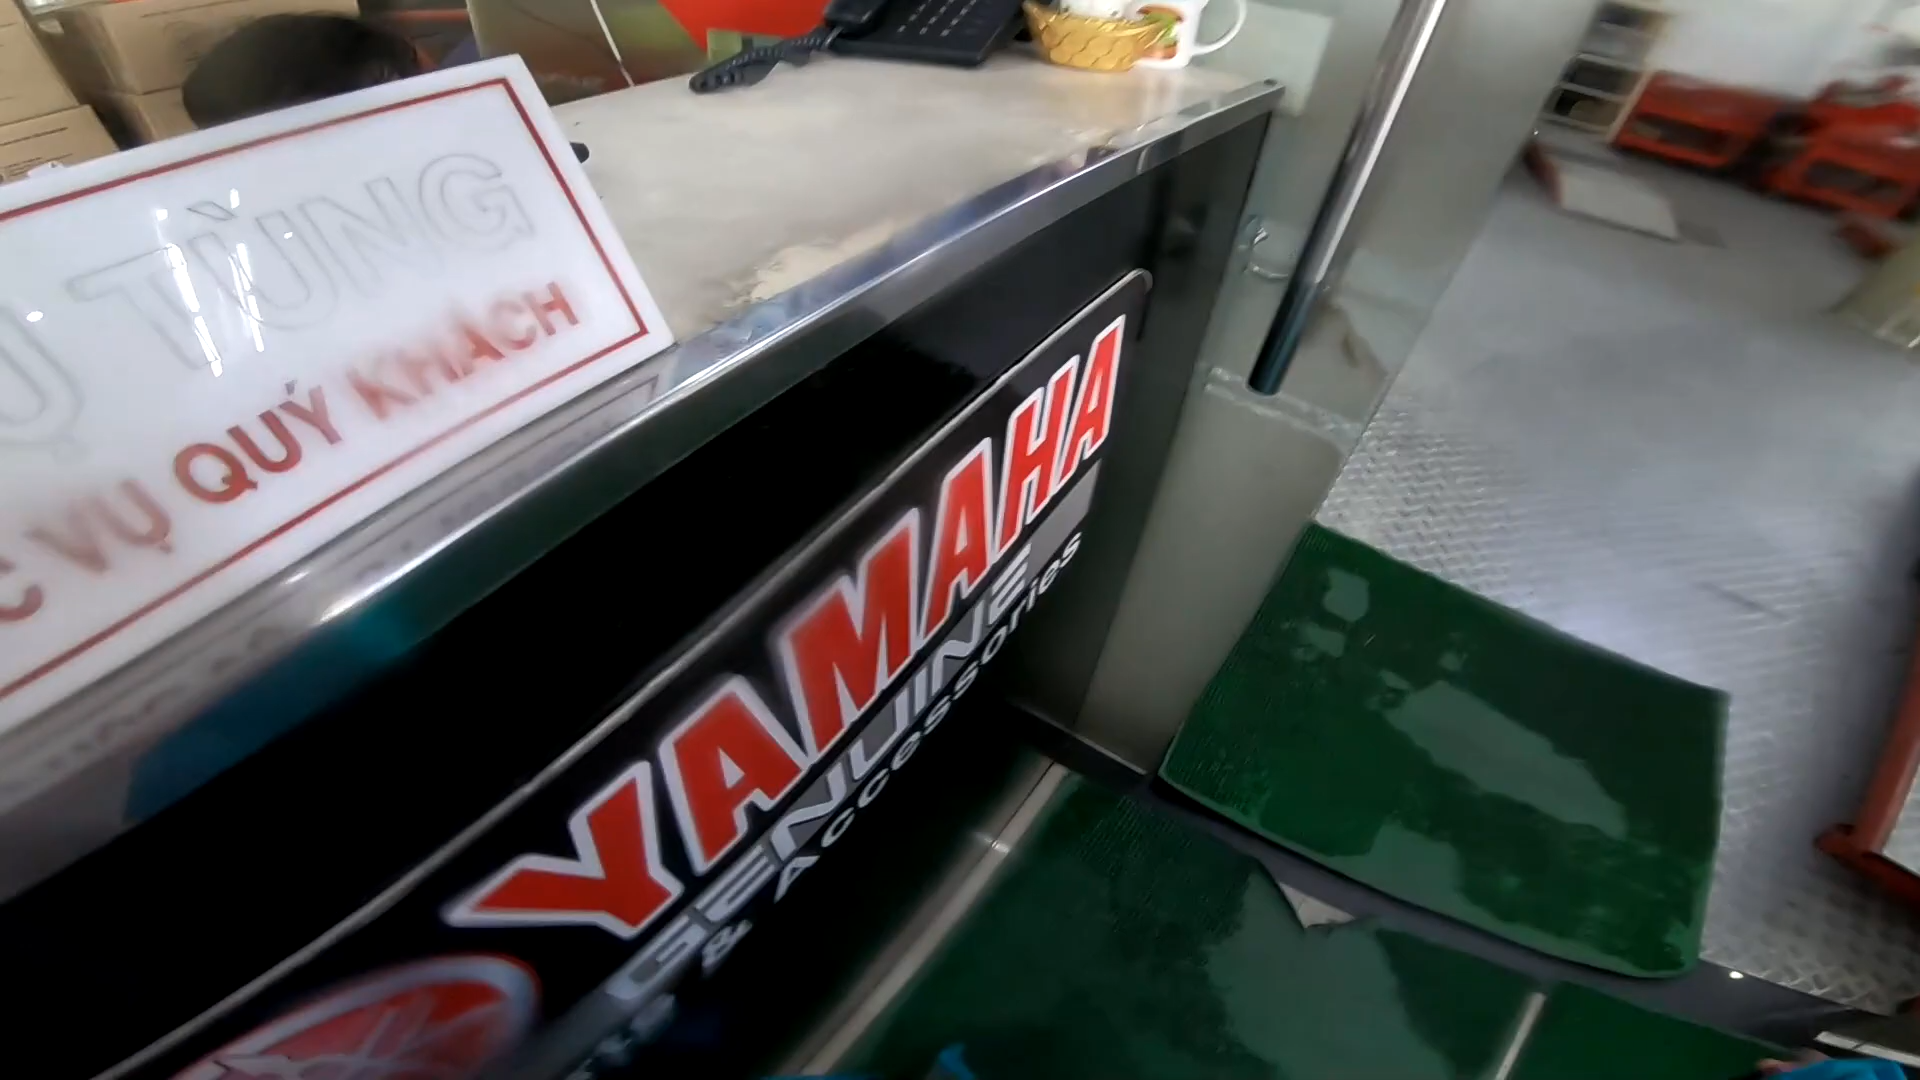 Ụ TÙNG
C VỤ QUÝ KHÁCH
YAMAHA
GENUINE
& Accessories